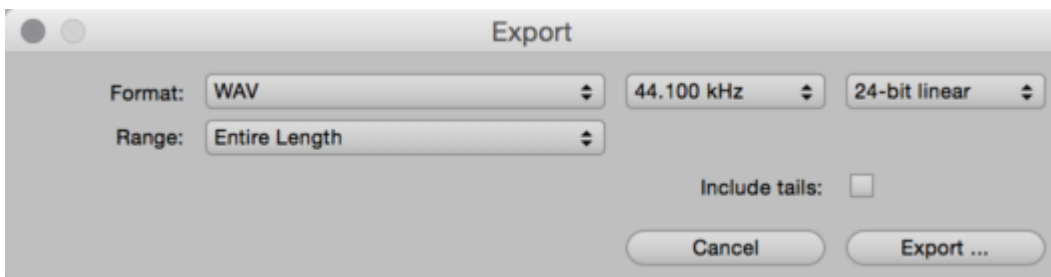 Export
Format: WAV 44.100 kHz 24-bit linear
Range: Entire Length
Include tails:
Cancel Export ...